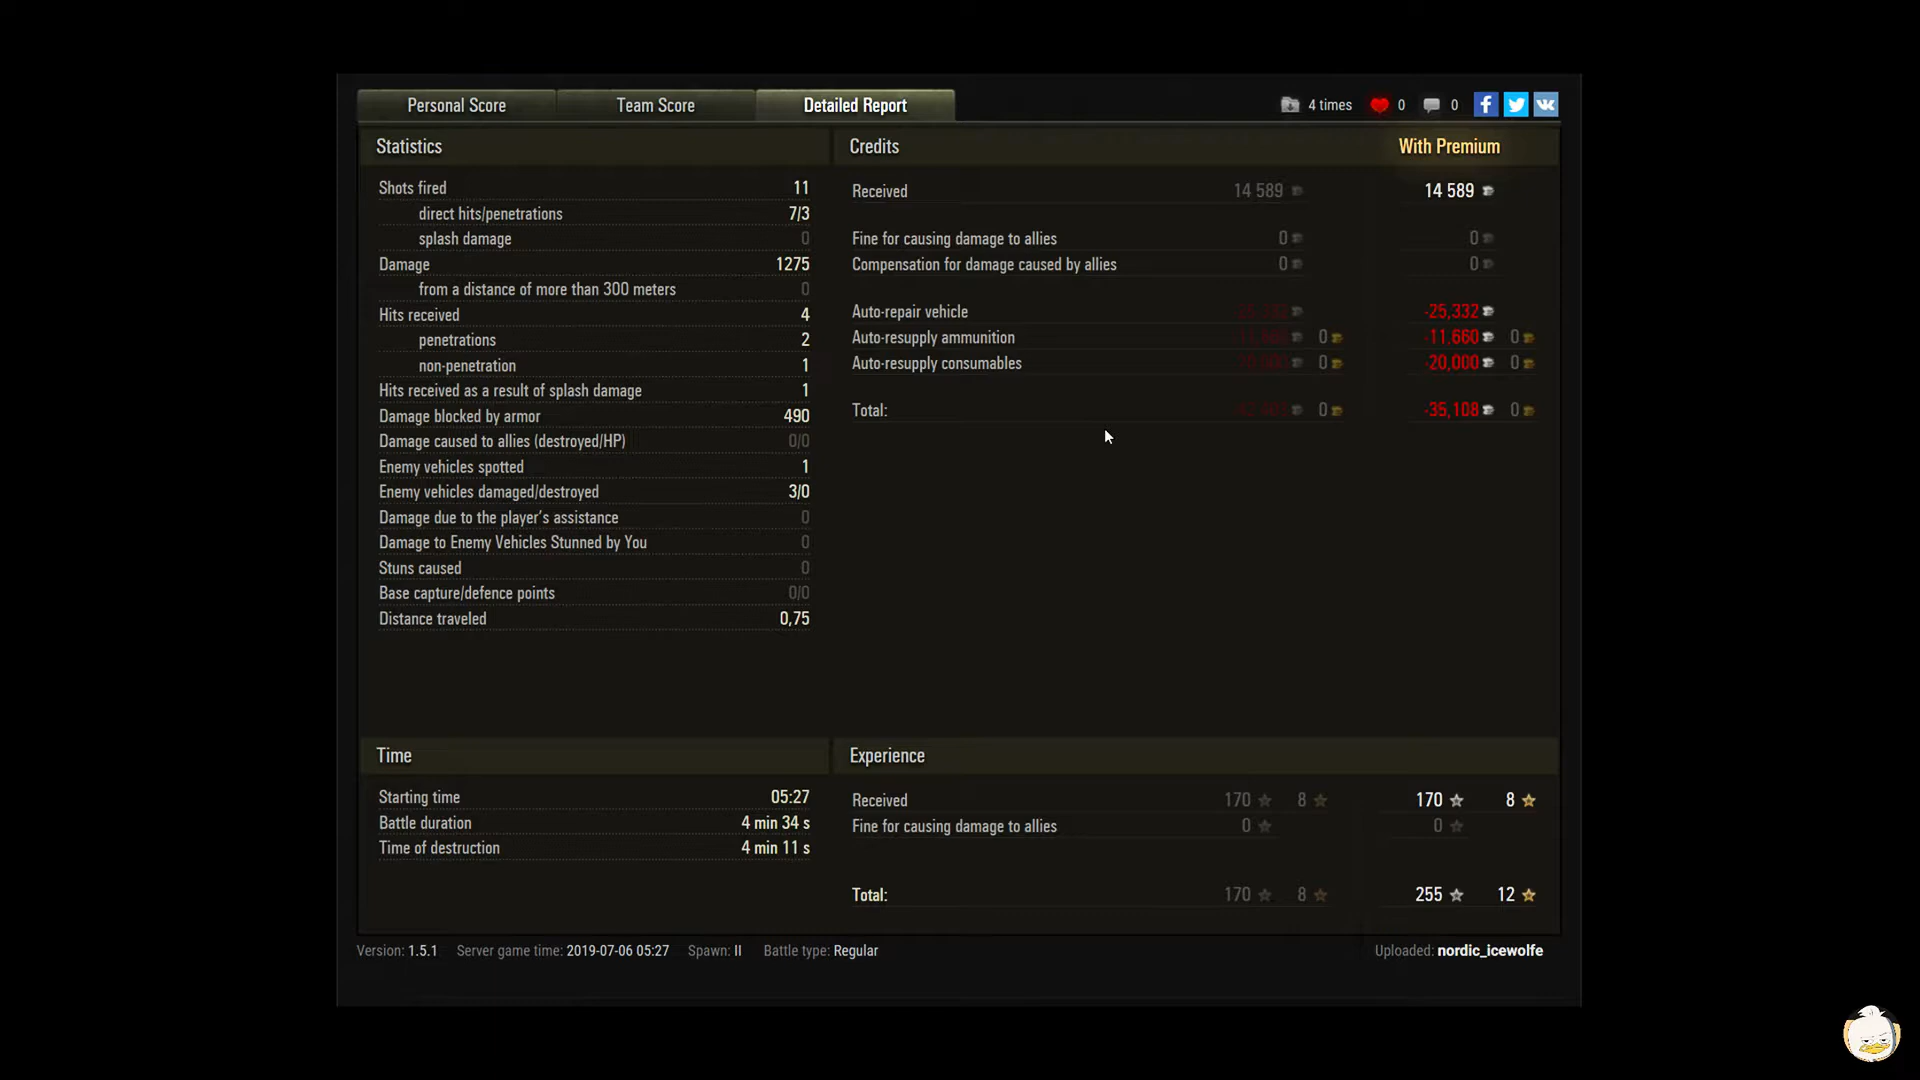 Personal Score Team Score Detailed Report 4 times 0 0
Statistics
Shots fired 11
direct hits/penetrations 7/3
splash damage 0
Damage 1275
from a distance of more than 300 meters 0
Hits received 4
penetrations 2
non-penetration 1
Hits received as a result of splash damage 1
Damage blocked by armor 490
Damage caused to allies (destroyed/HP) 0/0
Enemy vehicles spotted 1
Enemy vehicles damaged/destroyed 3/0
Damage due to the player's assistance 0
Damage to Enemy Vehicles Stunned by You 0
Stuns caused 0
Base capture/defence points 0/0
Distance traveled 0,75
Credits With Premium
Received 14 589 14 589
Fine for causing damage to allies 0 0
Compensation for damage caused by allies 0 0
Auto-repair vehicle -25,332
Auto-resupply ammunition 0 -11,660 0
Auto-resupply consumables 0 -20,000 0
Total: 0 -35,108 0
Time
Starting time 05:27
Battle duration 4 min 34 s
Time of destruction 4 min 11 s
Experience
Received 170 8 170 8
Fine for causing damage to allies 0 0
Total: 170 8 255 12
Version: 1.5.1 Server game time: 2019-07-06 05:27 Spawn: II Battle type: Regular Uploaded: nordic_icewolfe